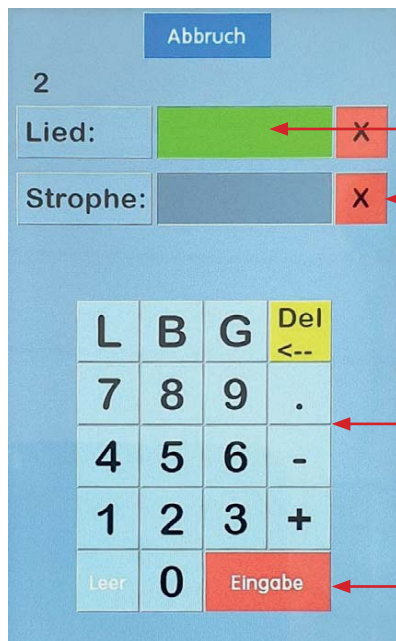 Abbruch
2
Lied: X
Strophe: X
L B G Del
<--
7 8 9 .
4 5 6 -
1 2 3 +
Leer 0 Eingabe